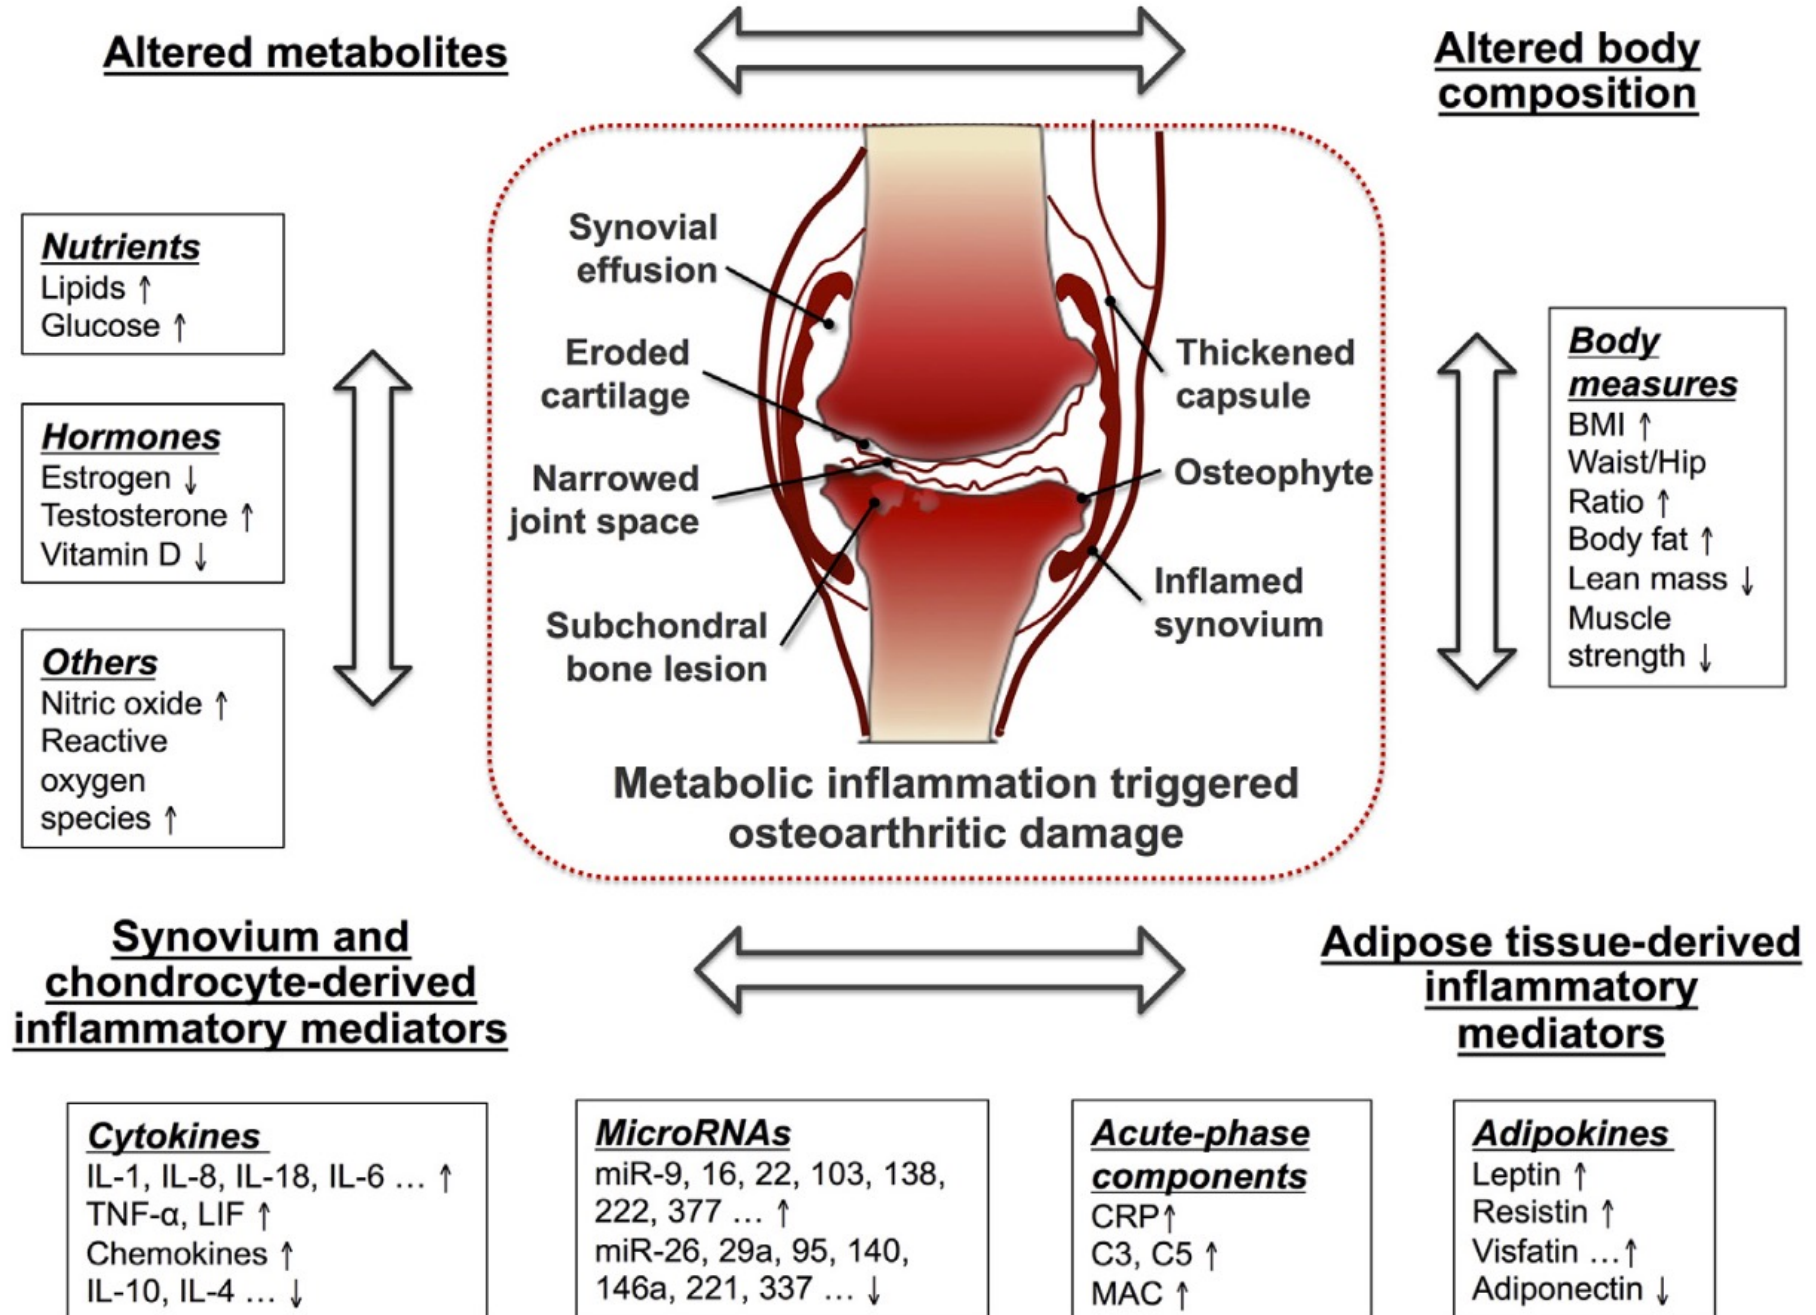 Altered metabolites
Altered body
composition
Nutrients
Lipids ↑
Glucose ↑
Hormones
Estrogen ↓
Testosterone ↑
Vitamin D ↓
Others
Nitric oxide ↑
Reactive
oxygen
species ↑
Synovial
effusion
Eroded
cartilage
Narrowed
joint space
Subchondral
bone lesion
Thickened
capsule
Osteophyte
Inflamed
synovium
Metabolic inflammation triggered
osteoarthritic damage
Body
measures
BMI ↑
Waist/Hip
Ratio ↑
Body fat ↑
Lean mass ↓
Muscle
strength ↓
Synovium and
chondrocyte-derived
inflammatory mediators
Adipose tissue-derived
inflammatory
mediators
Cytokines
IL-1, IL-8, IL-18, IL-6 ... ↑
TNF-α, LIF ↑
Chemokines ↑
IL-10, IL-4 ... ↓
MicroRNAs
miR-9, 16, 22, 103, 138,
222, 377 ... ↑
miR-26, 29a, 95, 140,
146a, 221, 337 ... ↓
Acute-phase
components
CRP↑
C3, C5 ↑
MAC ↑
Adipokines
Leptin ↑
Resistin ↑
Visfatin ...↑
Adiponectin ↓